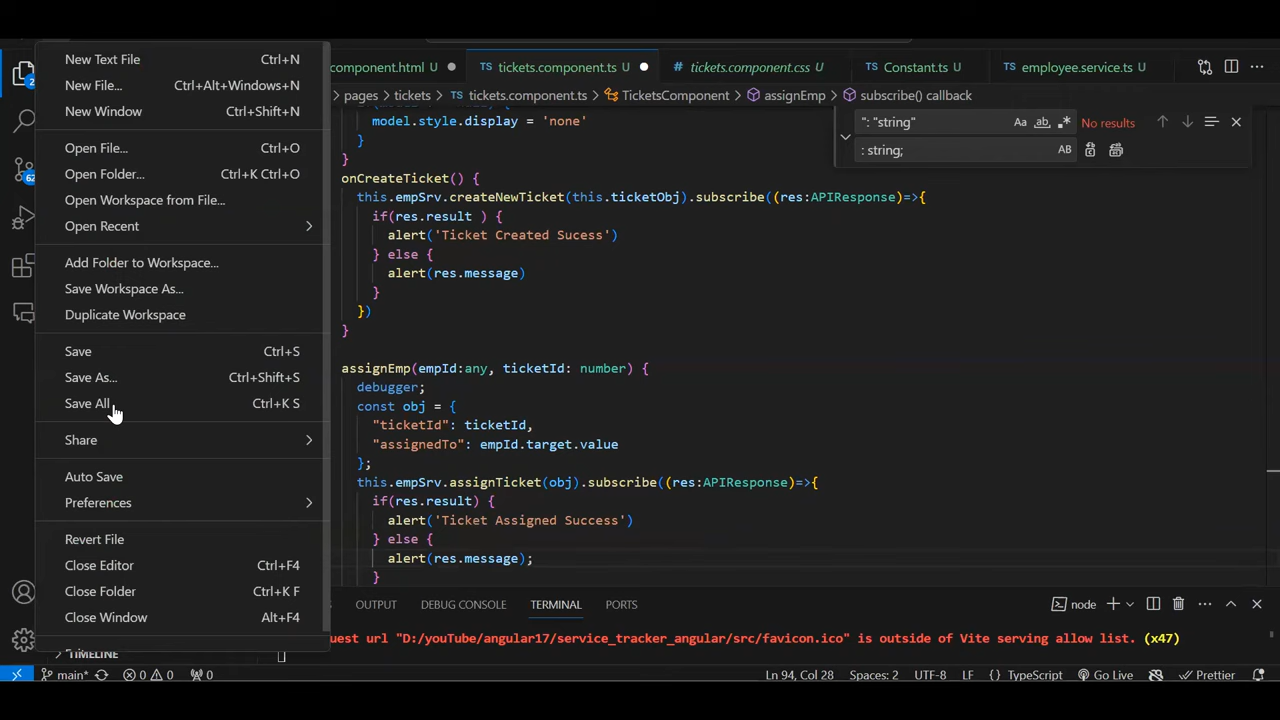 New Text File Ctrl+N
New File... Ctrl+Alt+Windows+N
New Window Ctrl+Shift+N
Open File... Ctrl+O
Open Folder... Ctrl+K Ctrl+O
Open Workspace from File...
Open Recent
Add Folder to Workspace...
Save Workspace As...
Duplicate Workspace
Save Ctrl+S
Save As... Ctrl+Shift+S
Save All Ctrl+K S
Share
Auto Save
Preferences
Revert File
Close Editor Ctrl+F4
Close Folder Ctrl+K F
Close Window Alt+F4
TIMELINE
2
62
component.html
TS tickets.component.ts
# tickets.component.css
TS Constant.ts
TS employee.service.ts
pages > tickets > TS tickets.component.ts > TicketsComponent > assignEmp > subscribe() callback
": "string" Aa ab .* No results
: string; AB
model.style.display = 'none'
}
}
onCreateTicket() {
this.empSrv.createNewTicket(this.ticketObj).subscribe((res:APIResponse)=>{
if(res.result ) {
alert('Ticket Created Sucess')
} else {
alert(res.message)
}
})
}
assignEmp(empId:any, ticketId: number) {
debugger;
const obj = {
"ticketId": ticketId,
"assignedTo": empId.target.value
};
this.empSrv.assignTicket(obj).subscribe((res:APIResponse)=>{
if(res.result) {
alert('Ticket Assigned Success')
} else {
alert(res.message);
}
OUTPUT DEBUG CONSOLE TERMINAL PORTS node
uest url "D:/youTube/angular17/service_tracker_angular/src/favicon.ico" is outside of Vite serving allow list. (x47)
main* 0 0 0 Ln 94, Col 28 Spaces: 2 UTF-8 LF {} TypeScript Go Live Prettier